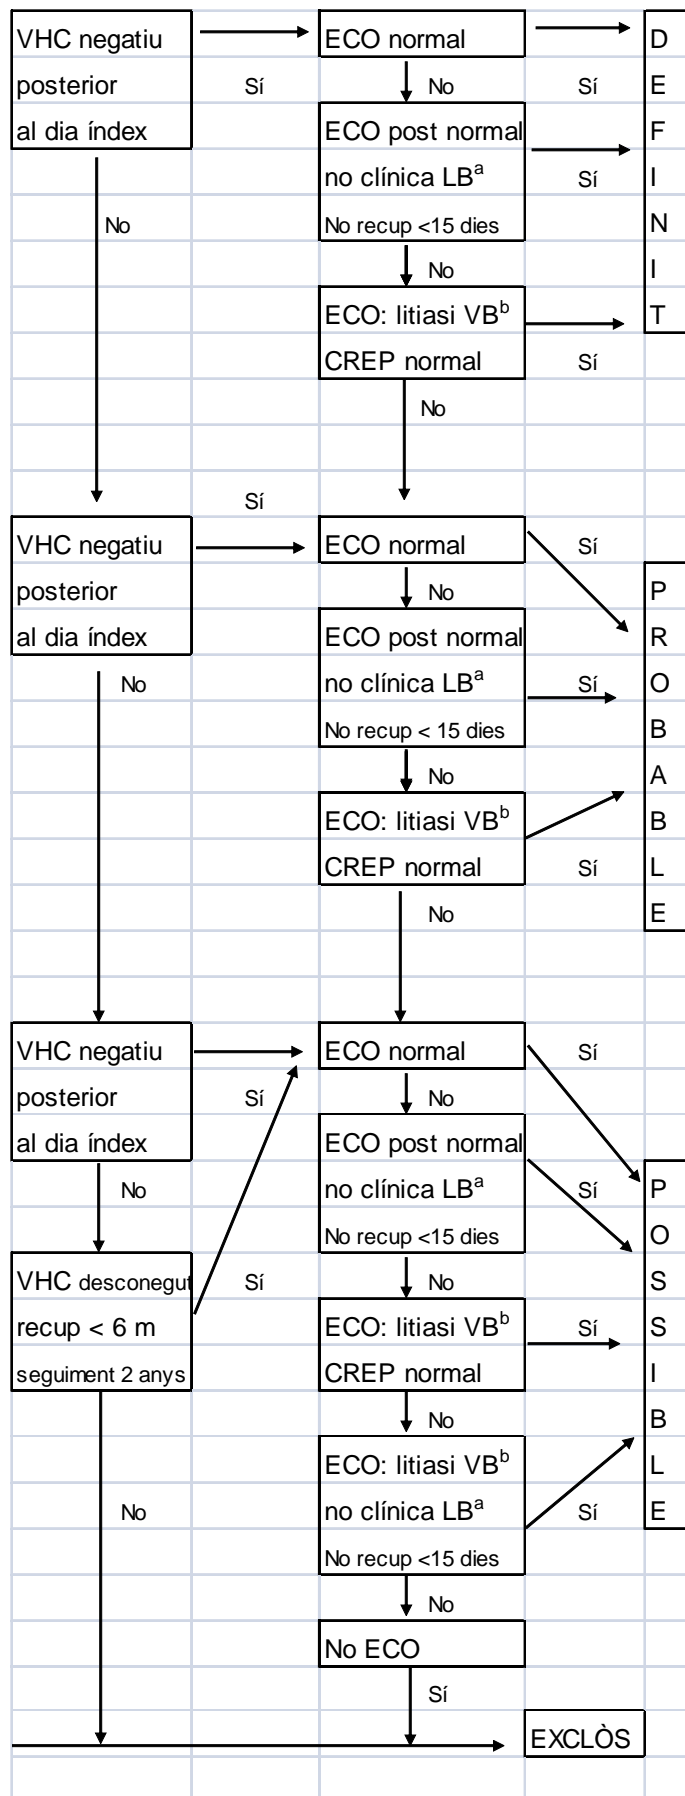 VHC negatiu
posterior
al dia índex
Sí
ECO normal
No
Sí
ECO post normal
no clínica LBª
No recup <15 dies
Sí
No
No
ECO: litiasi VBᵇ
CREP normal
Sí
No
D
E
F
I
N
I
T
Sí
VHC negatiu
posterior
al dia índex
No
ECO normal
Sí
No
ECO post normal
no clínica LBª
No recup < 15 dies
Sí
No
ECO: litiasi VBᵇ
CREP normal
Sí
No
P
R
O
B
A
B
L
E
VHC negatiu
posterior
al dia índex
Sí
No
VHC desconegut
recup < 6 m
seguiment 2 anys
Sí
No
ECO normal
Sí
No
ECO post normal
no clínica LBª
No recup <15 dies
Sí
No
ECO: litiasi VBᵇ
CREP normal
Sí
No
ECO: litiasi VBᵇ
no clínica LBª
No recup <15 dies
Sí
No
No ECO
Sí
P
O
S
S
I
B
L
E
EXCLÒS